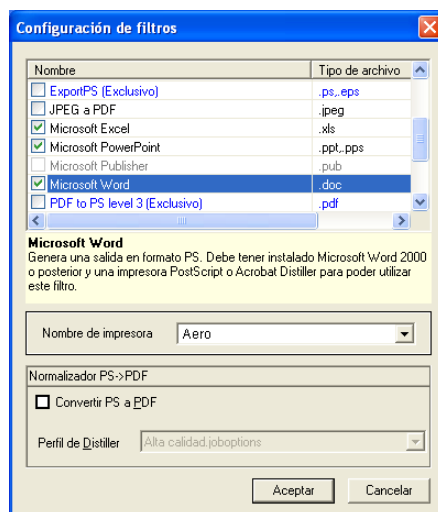 Configuración de filtros
Nombre Tipo de archivo
ExportPS (Exclusivo) .ps,.eps
JPEG a PDF .jpeg
Microsoft Excel .xls
Microsoft PowerPoint .ppt,.pps
Microsoft Publisher .pub
Microsoft Word .doc
PDF to PS level 3 (Exclusivo) .pdf
Microsoft Word
Genera una salida en formato PS. Debe tener instalado Microsoft Word 2000
o posterior y una impresora PostScript o Acrobat Distiller para poder utilizar
este filtro.
Nombre de impresora Aero
Normalizador PS->PDF
Convertir PS a PDF
Perfil de Distiller Alta calidad.joboptions
Aceptar Cancelar